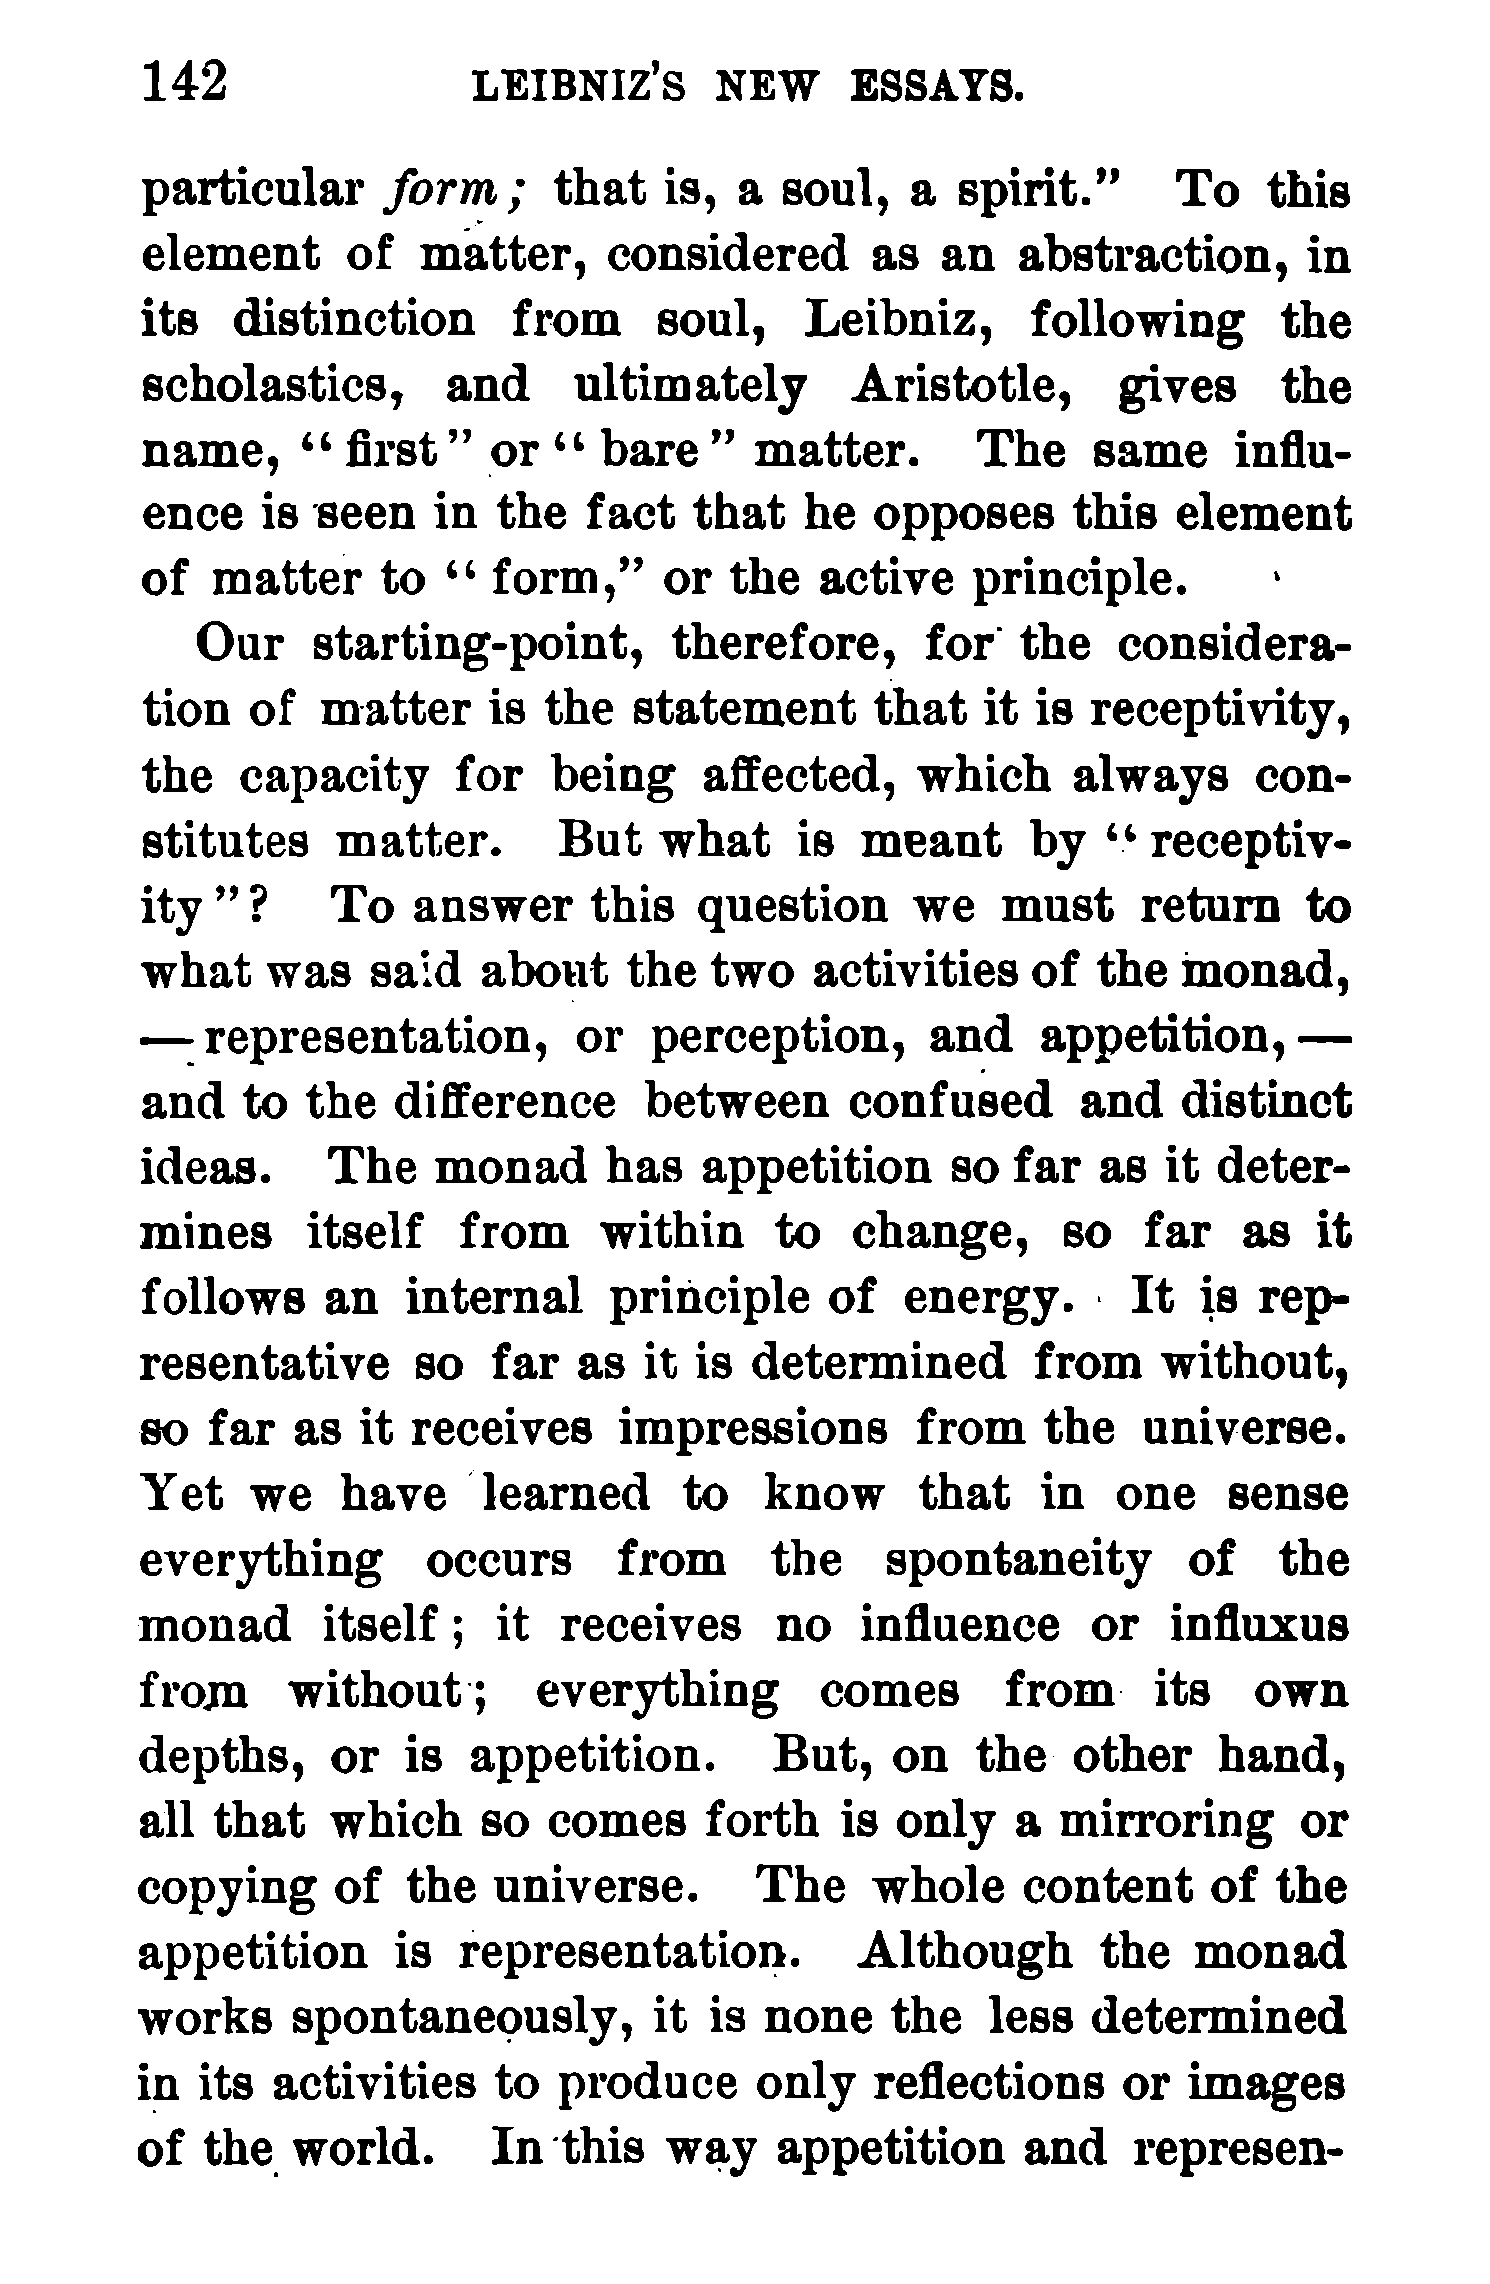 142 LEIBNIZ'S NEW ESSAYS.
particular form; that is, a soul, a spirit." To this
element of matter, considered as an abstraction, in
its distinction from soul, Leibniz, following the
scholastics, and ultimately Aristotle, gives the
name, "first" or "bare" matter. The same influ-
ence is seen in the fact that he opposes this element
of matter to "form," or the active principle.
Our starting-point, therefore, for the considera-
tion of matter is the statement that it is receptivity,
the capacity for being affected, which always con-
stitutes matter. But what is meant by "receptiv-
ity"? To answer this question we must return to
what was said about the two activities of the monad,
— representation, or perception, and appetition, —
and to the difference between confused and distinct
ideas. The monad has appetition so far as it deter-
mines itself from within to change, so far as it
follows an internal principle of energy. It is rep-
resentative so far as it is determined from without,
so far as it receives impressions from the universe.
Yet we have learned to know that in one sense
everything occurs from the spontaneity of the
monad itself; it receives no influence or influxus
from without; everything comes from its own
depths, or is appetition. But, on the other hand,
all that which so comes forth is only a mirroring or
copying of the universe. The whole content of the
appetition is representation. Although the monad
works spontaneously, it is none the less determined
in its activities to produce only reflections or images
of the world. In this way appetition and represen-